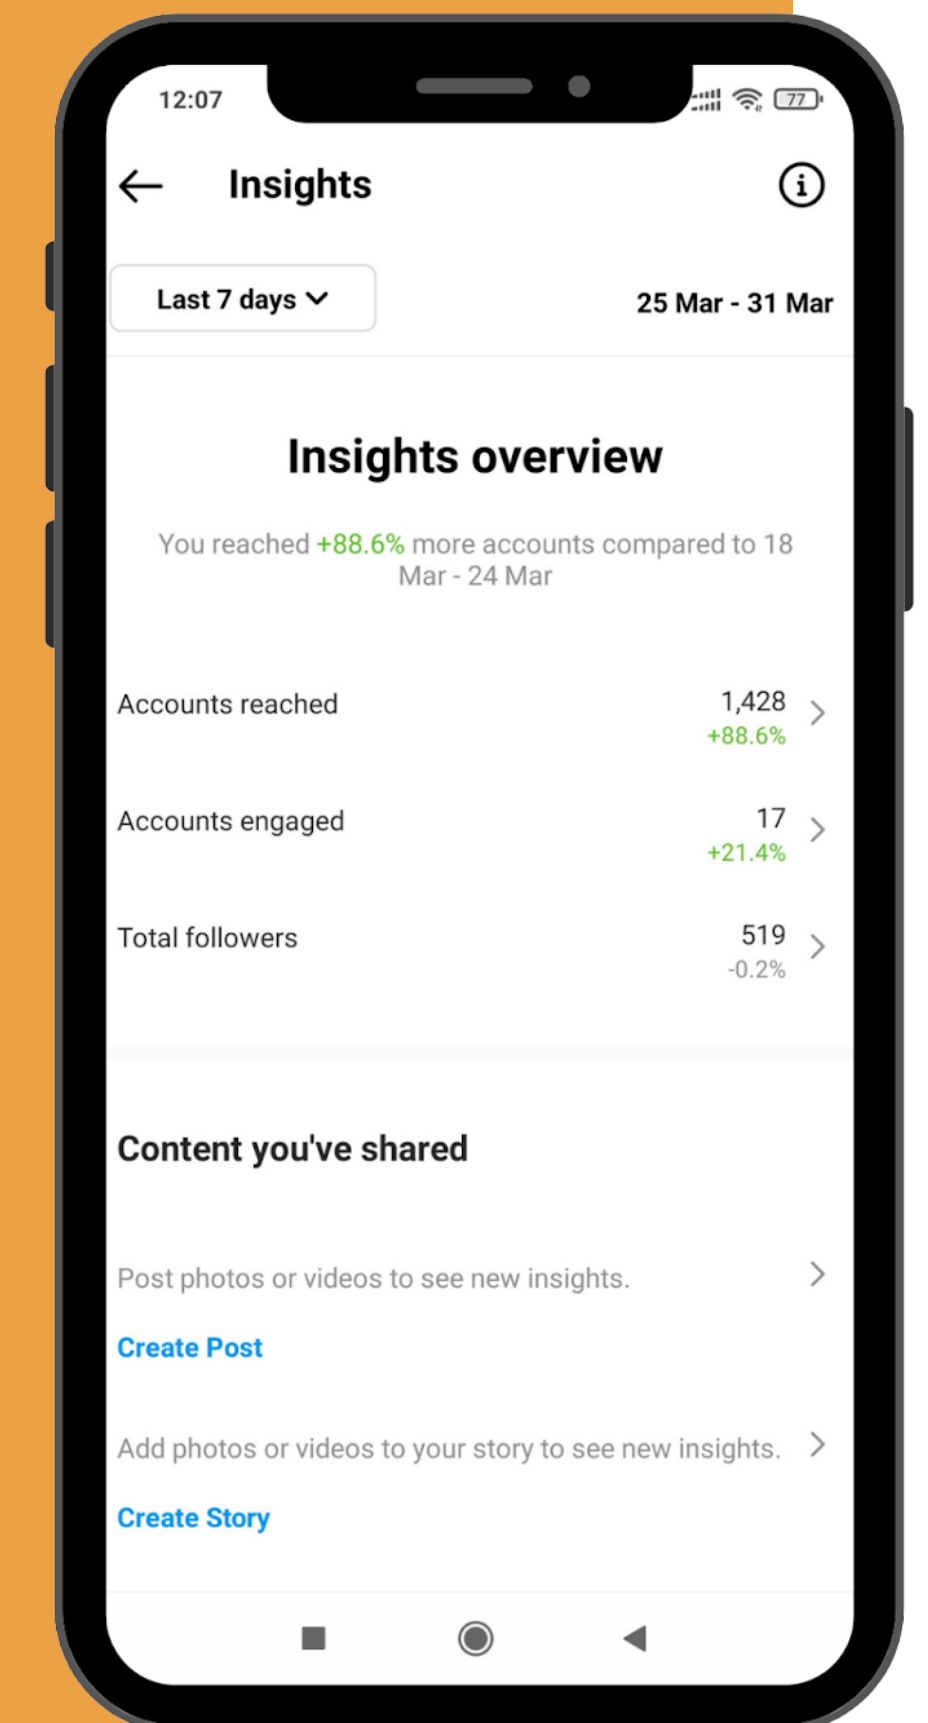 12:07
77
Insights
Last 7 days
25 Mar - 31 Mar
Insights overview
You reached +88.6% more accounts compared to 18
Mar - 24 Mar
Accounts reached
1,428
+88.6%
Accounts engaged
17
+21.4%
Total followers
519
-0.2%
Content you've shared
Post photos or videos to see new insights.
Create Post
Add photos or videos to your story to see new insights.
Create Story